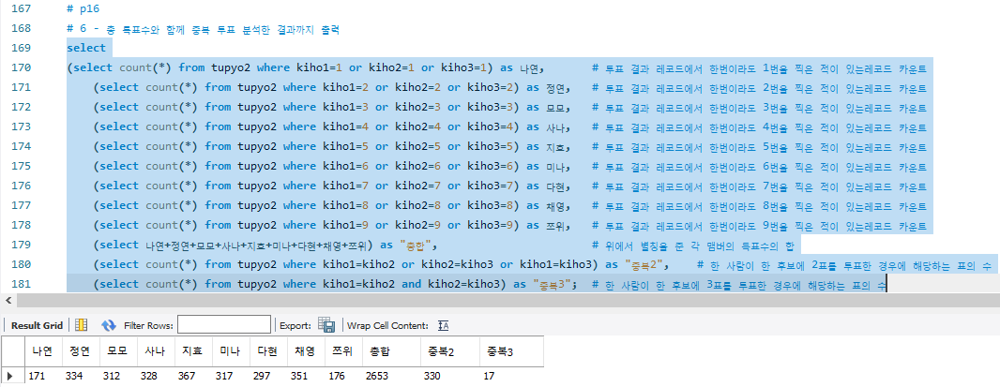 167 # p16
168 # 6 - 총 득표수와 함께 중복 투표 분석한 결과까지 출력
169 select
170 (select count(*) from tupyo2 where kiho1=1 or kiho2=1 or kiho3=1) as 나연, # 투표 결과 레코드에서 한번이라도 1번을 찍은 적이 있는레코드 카운트
171 (select count(*) from tupyo2 where kiho1=2 or kiho2=2 or kiho3=2) as 정연, # 투표 결과 레코드에서 한번이라도 2번을 찍은 적이 있는레코드 카운트
172 (select count(*) from tupyo2 where kiho1=3 or kiho2=3 or kiho3=3) as 모모, # 투표 결과 레코드에서 한번이라도 3번을 찍은 적이 있는레코드 카운트
173 (select count(*) from tupyo2 where kiho1=4 or kiho2=4 or kiho3=4) as 사나, # 투표 결과 레코드에서 한번이라도 4번을 찍은 적이 있는레코드 카운트
174 (select count(*) from tupyo2 where kiho1=5 or kiho2=5 or kiho3=5) as 지효, # 투표 결과 레코드에서 한번이라도 5번을 찍은 적이 있는레코드 카운트
175 (select count(*) from tupyo2 where kiho1=6 or kiho2=6 or kiho3=6) as 미나, # 투표 결과 레코드에서 한번이라도 6번을 찍은 적이 있는레코드 카운트
176 (select count(*) from tupyo2 where kiho1=7 or kiho2=7 or kiho3=7) as 다현, # 투표 결과 레코드에서 한번이라도 7번을 찍은 적이 있는레코드 카운트
177 (select count(*) from tupyo2 where kiho1=8 or kiho2=8 or kiho3=8) as 채영, # 투표 결과 레코드에서 한번이라도 8번을 찍은 적이 있는레코드 카운트
178 (select count(*) from tupyo2 where kiho1=9 or kiho2=9 or kiho3=9) as 쯔위, # 투표 결과 레코드에서 한번이라도 9번을 찍은 적이 있는레코드 카운트
179 (select 나연+정연+모모+사나+지효+미나+다현+채영+쯔위) as "총합", # 위에서 별칭을 준 각 맴버의 득표수의 합
180 (select count(*) from tupyo2 where kiho1=kiho2 or kiho2=kiho3 or kiho1=kiho3) as "중복2", # 한 사람이 한 후보에 2표를 투표한 경우에 해당하는 표의 수
181 (select count(*) from tupyo2 where kiho1=kiho2 and kiho2=kiho3) as "중복3"; # 한 사람이 한 후보에 3표를 투표한 경우에 해당하는 표의 수
Result Grid Filter Rows: Export: Wrap Cell Content:
나연 정연 모모 사나 지효 미나 다현 채영 쯔위 총합 중복2 중복3
171 334 312 328 367 317 297 351 176 2653 330 17